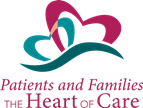 Patients and Families
THE Heart OF Care